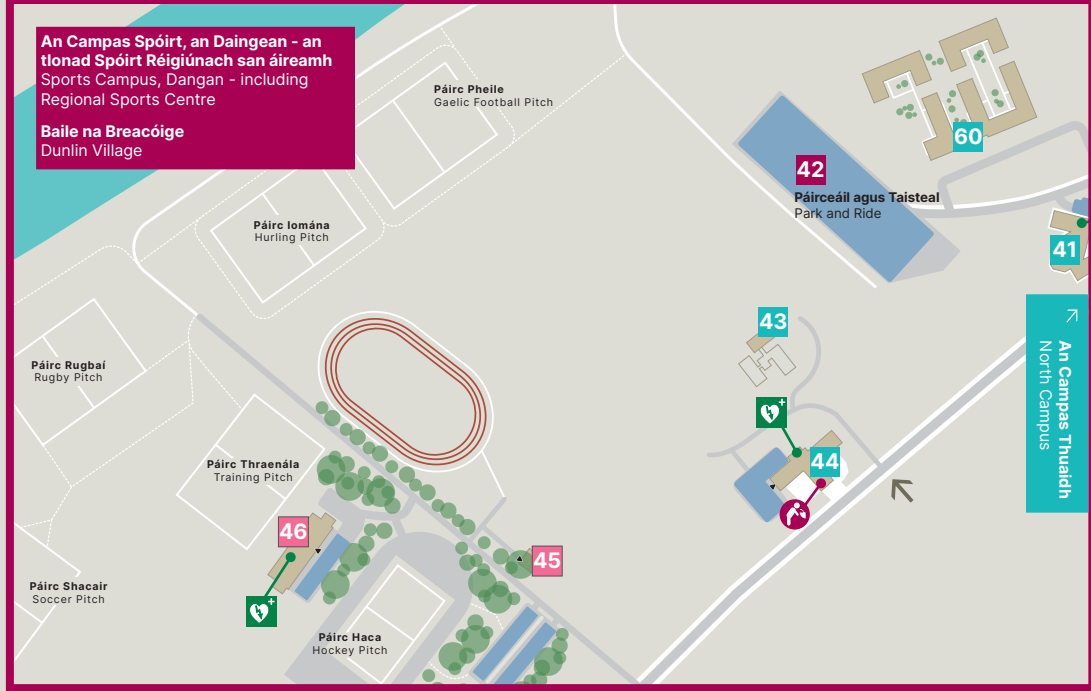 An Campas Spóirt, an Daingean - an
tIonad Spóirt Réigiúnach san áireamh
Sports Campus, Dangan - including
Regional Sports Centre
Baile na Breacóige
Dunlin Village
Páirc Pheile
Gaelic Football Pitch
60
42
Páirceáil agus Taisteal
Park and Ride
Páirc Iomána
Hurling Pitch
41
43
An Campas Thuaidh
North Campus
Páirc Rugbaí
Rugby Pitch
44
Páirc Thraenála
Training Pitch
46
45
Páirc Shacair
Soccer Pitch
Páirc Haca
Hockey Pitch